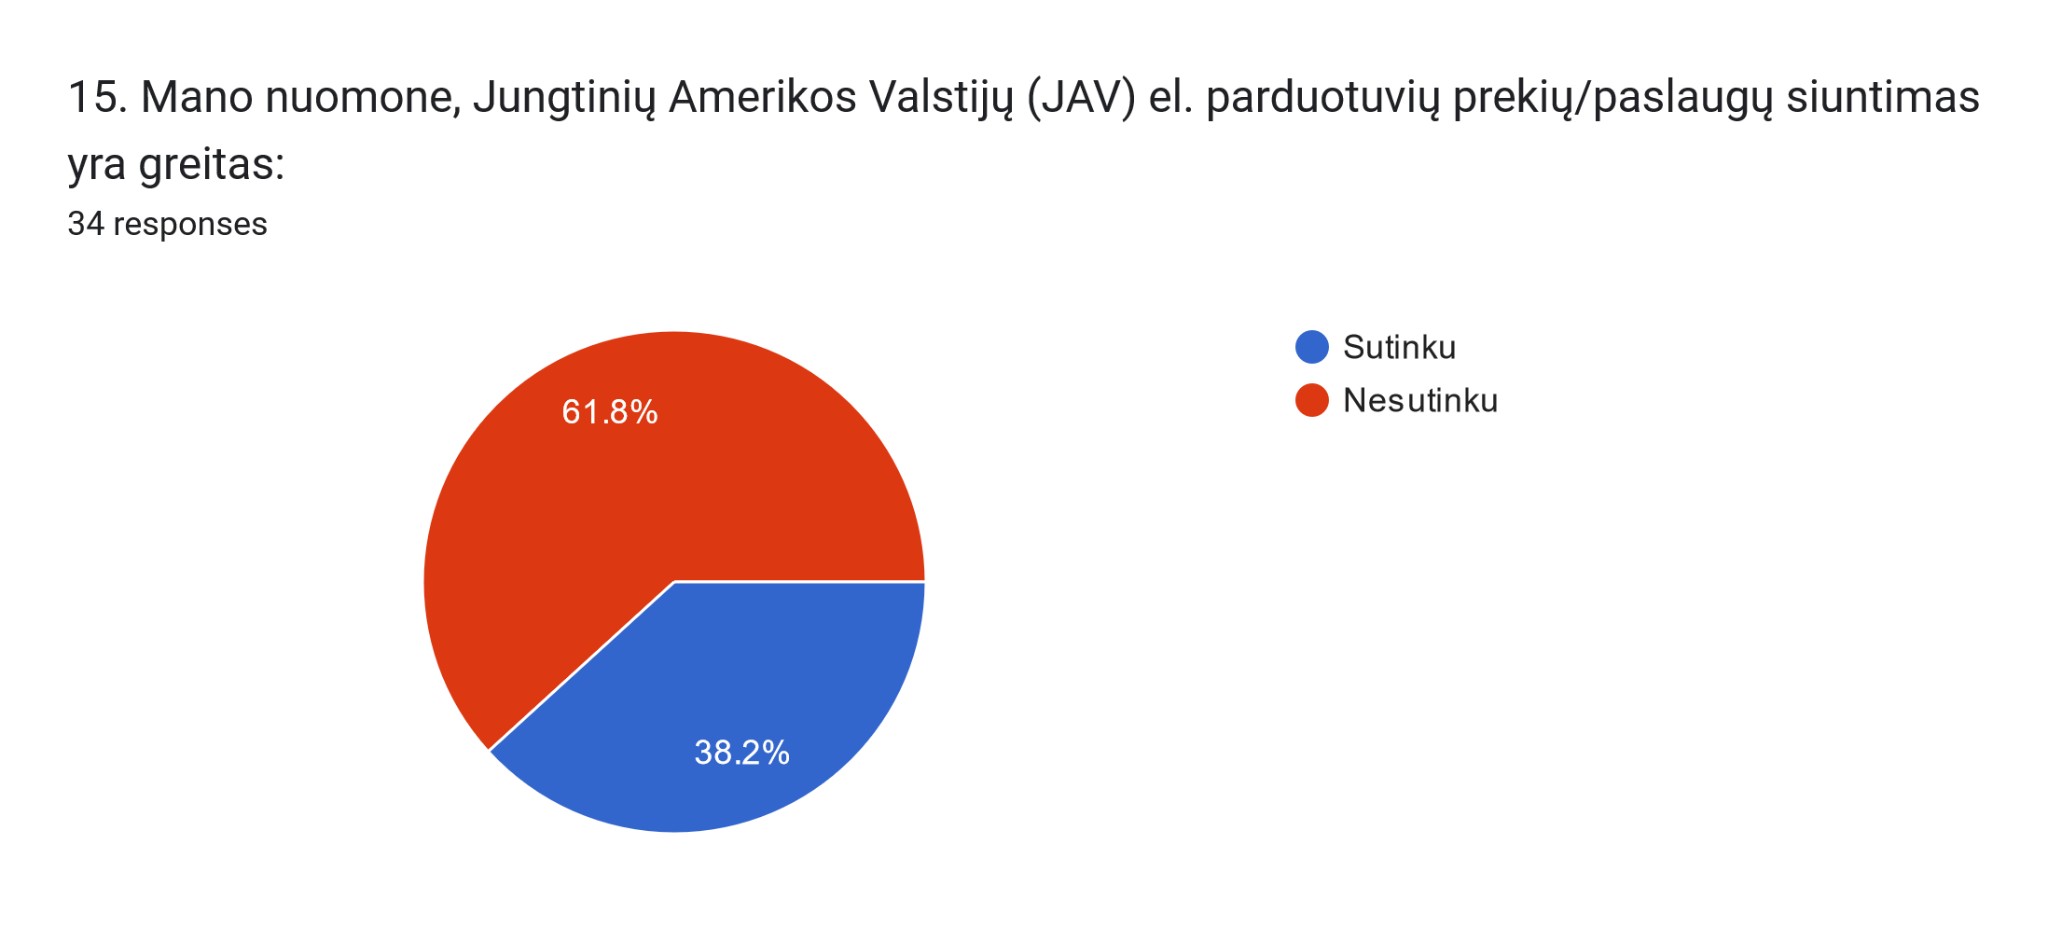 15. Mano nuomone, Jungtinių Amerikos Valstijų (JAV) el. parduotuvių prekių/paslaugų siuntimas
yra greitas:
34 responses
Sutinku
Nesutinku
61.8%
38.2%